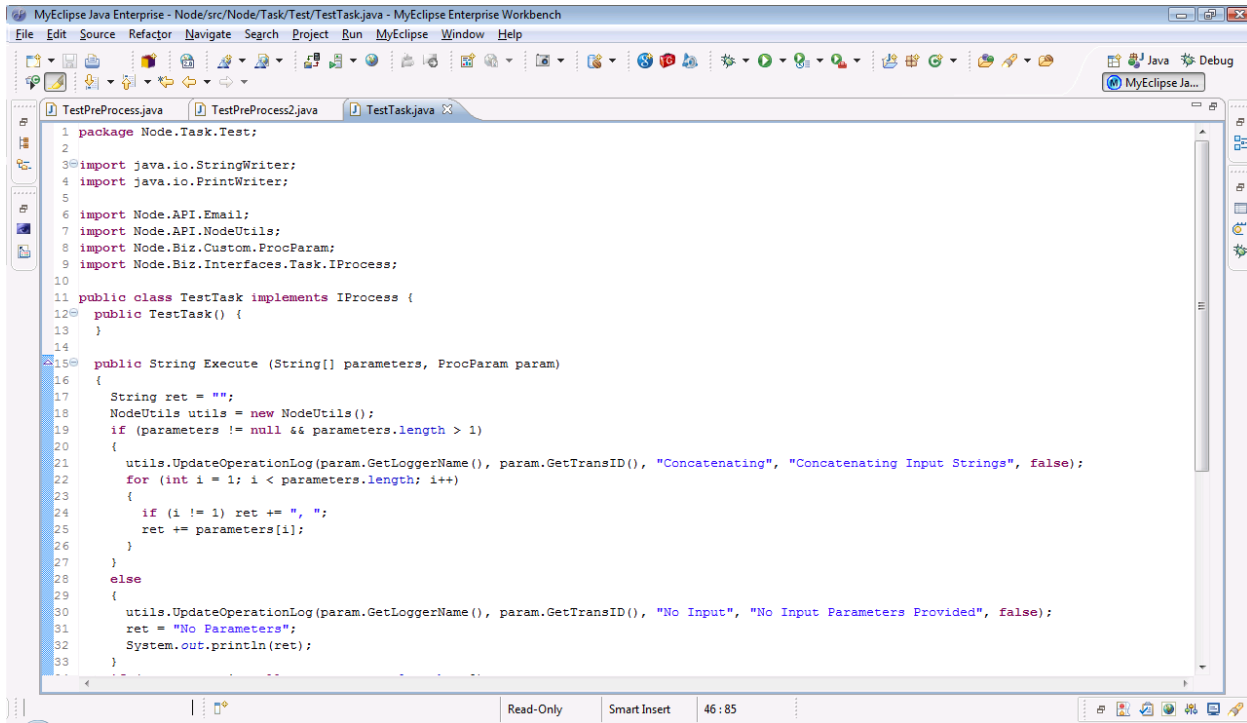 MyEclipse Java Enterprise - Node/src/Node/Task/Test/TestTask.java - MyEclipse Enterprise Workbench
File Edit Source Refactor Navigate Search Project Run MyEclipse Window Help
Java Debug
MyEclipse Ja...
TestPreProcess.java TestPreProcess2.java TestTask.java
1 package Node.Task.Test;
2
3 import java.io.StringWriter;
4 import java.io.PrintWriter;
5
6 import Node.API.Email;
7 import Node.API.NodeUtils;
8 import Node.Biz.Custom.ProcParam;
9 import Node.Biz.Interfaces.Task.IProcess;
10
11 public class TestTask implements IProcess {
12 public TestTask() {
13 }
14
15 public String Execute (String[] parameters, ProcParam param)
16 {
17 String ret = "";
18 NodeUtils utils = new NodeUtils();
19 if (parameters != null && parameters.length > 1)
20 {
21 utils.UpdateOperationLog(param.GetLoggerName(), param.GetTransID(), "Concatenating", "Concatenating Input Strings", false);
22 for (int i = 1; i < parameters.length; i++)
23 {
24 if (i != 1) ret += ", ";
25 ret += parameters[i];
26 }
27 }
28 else
29 {
30 utils.UpdateOperationLog(param.GetLoggerName(), param.GetTransID(), "No Input", "No Input Parameters Provided", false);
31 ret = "No Parameters";
32 System.out.println(ret);
33 }
Read-Only Smart Insert 46 : 85